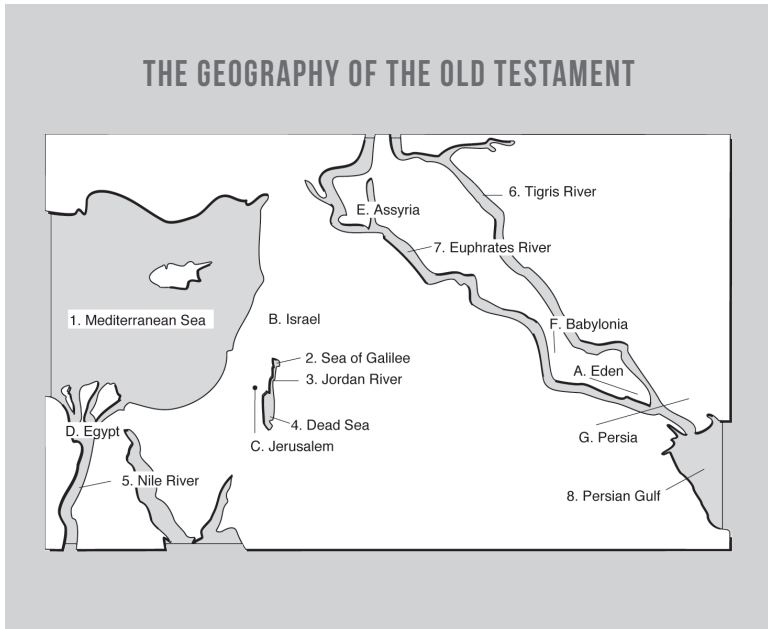 THE GEOGRAPHY OF THE OLD TESTAMENT
6. Tigris River
E. Assyria
7. Euphrates River
1. Mediterranean Sea
B. Israel
F. Babylonia
2. Sea of Galilee
A. Eden
3. Jordan River
4. Dead Sea
D. Egypt
G. Persia
C. Jerusalem
5. Nile River
8. Persian Gulf